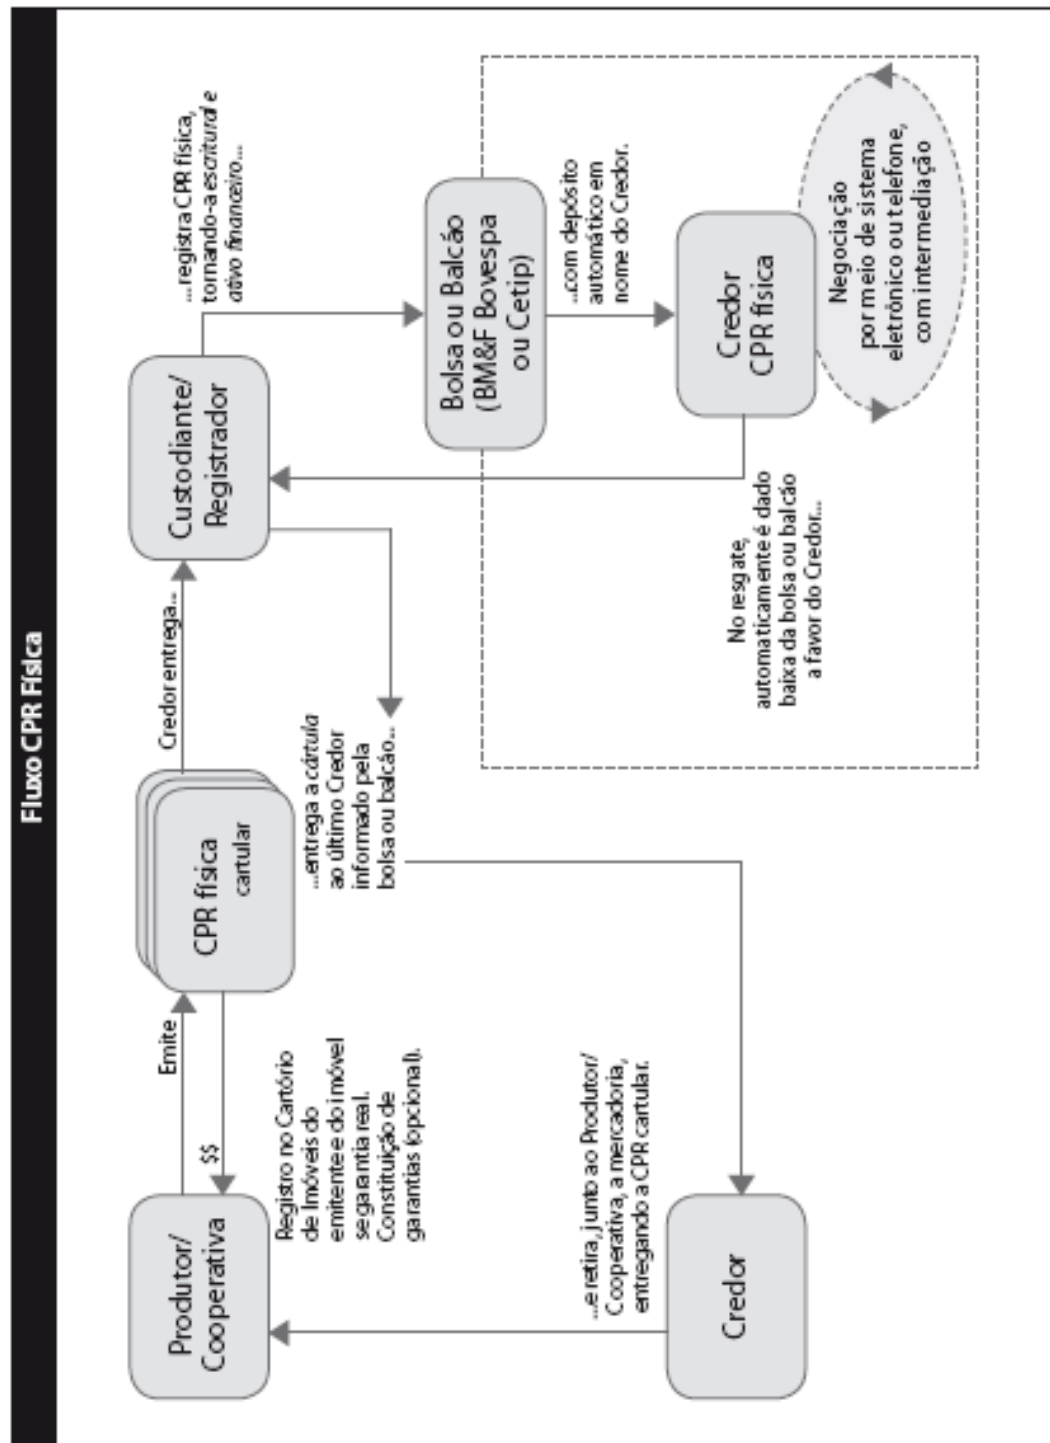 Fluxo CPR Física
Produtor/
Cooperativa
Emite
$$
CPR física
cartular
Credor entrega...
Custodiante/
Registrador
...registra CPR física,
tornando-a escritural e
ativo financeiro...
Registro no Cartório
de Imóveis do
emitente e do imóvel
se garantia real.
Constituição de
garantias (opcional).
...entrega a cártula
ao último Credor
informado pela
bolsa ou balcão...
Bolsa ou Balcão
(BM&F Bovespa
ou Cetip)
...com depósito
automático em
nome do Credor.
...e retira, junto ao Produtor/
Cooperativa, a mercadoria,
entregando a CPR cartular.
Credor
No resgate,
automaticamente é dado
baixa da bolsa ou balcão
a favor do Credor...
Credor
CPR física
Negociação
por meio de sistema
eletrônico ou telefone,
com intermediação